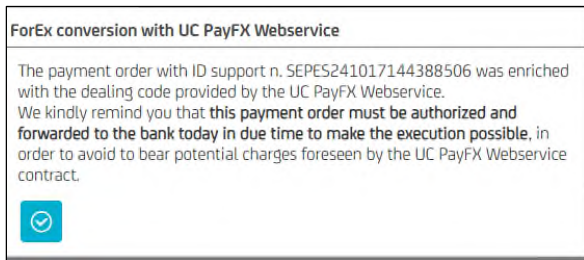 ForEx conversion with UC PayFX Webservice
The payment order with ID support n. SEPES241017144388506 was enriched
with the dealing code provided by the UC PayFX Webservice.
We kindly remind you that this payment order must be authorized and
forwarded to the bank today in due time to make the execution possible, in
order to avoid to bear potential charges foreseen by the UC PayFX Webservice
contract.